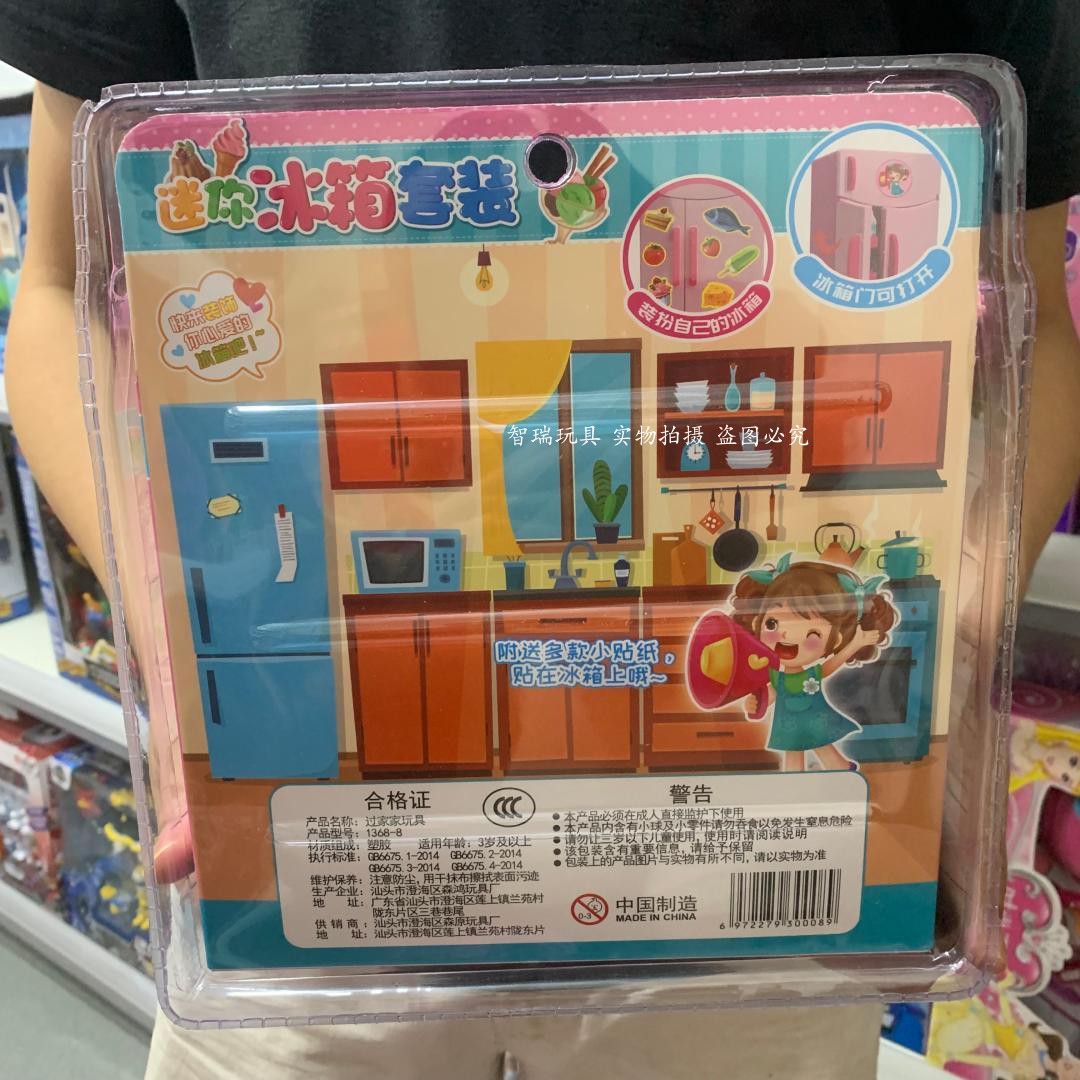 迷你冰箱套装
装扮自己的冰箱
冰箱门可打开
快来装饰
你心爱的
冰箱吧！~
智瑞玩具 实物拍摄 盗图必究
附送多款小贴纸，
贴在冰箱上哦~
合格证
CCC
产品名称：过家家玩具
产品型号：1368-8
材质组成：塑胶 适用年龄：3岁及以上
执行标准：GB6675.1-2014 GB6675.2-2014
GB6675.3-2014 GB6675.4-2014
维护保养：注意防尘，用干抹布擦拭表面污迹
生产企业：汕头市澄海区森鸿玩具厂
地 址：广东省汕头市澄海区莲上镇兰苑村
陇东片区三巷巷尾
供 销 商：汕头市澄海区森原玩具厂
地 址：汕头市澄海区莲上镇兰苑村陇东片
警告
● 本产品必须在成人直接监护下使用
● 本产品内含有小球及小零件请勿吞食以免发生窒息危险
● 请勿让三岁以下儿童使用，使用时请阅读说明
● 该包装含有重要信息，请给予保留
● 包装上的产品图片与实物有所不同，请以实物为准
0-3
中国制造
MADE IN CHINA
6 972279 300089